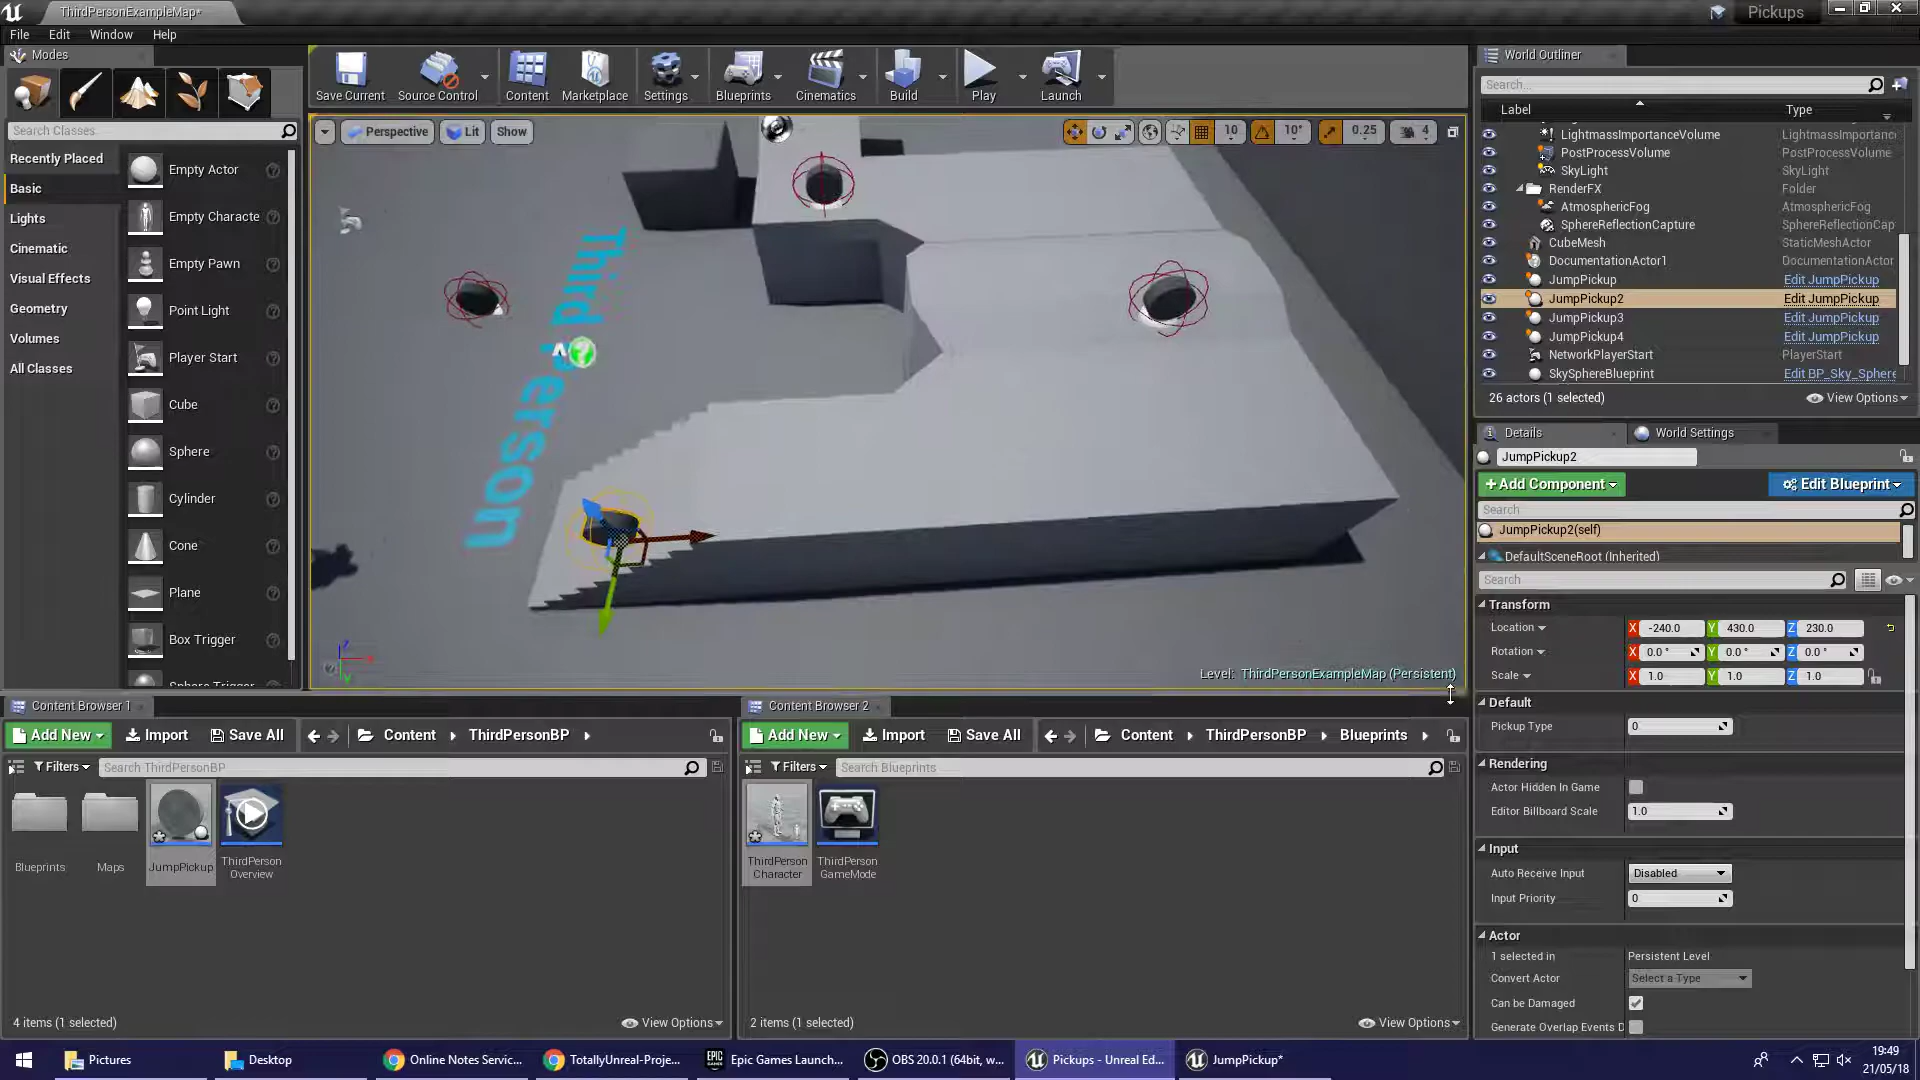 ThirdPersonExampleMap*
Pickups
File Edit Window Help
Modes
Save Current Source Control Content Marketplace Settings Blueprints Cinematics Build Play Launch
World Outliner
Search...
Label Type
Search Classes
Perspective Lit Show 10 10° 0.25 4
Recently Placed
Basic
Lights
Cinematic
Visual Effects
Geometry
Volumes
All Classes
Empty Actor
Empty Characte
Empty Pawn
Point Light
Player Start
Cube
Sphere
Cylinder
Cone
Plane
Box Trigger
Sphere Trigger
Third Person
Level: ThirdPersonExampleMap (Persistent)
LightmassImportanceVolume LightmassImportanc
PostProcessVolume PostProcessVolume
SkyLight SkyLight
RenderFX Folder
AtmosphericFog AtmosphericFog
SphereReflectionCapture SphereReflectionCap
CubeMesh StaticMeshActor
DocumentationActor1 DocumentationActor
JumpPickup Edit JumpPickup
JumpPickup2 Edit JumpPickup
JumpPickup3 Edit JumpPickup
JumpPickup4 Edit JumpPickup
NetworkPlayerStart PlayerStart
SkySphereBlueprint Edit BP_Sky_Sphere
26 actors (1 selected) View Options
Details World Settings
JumpPickup2
+Add Component Edit Blueprint
Search
JumpPickup2(self)
DefaultSceneRoot (Inherited)
Search
Transform
Location X -240.0 Y 430.0 Z 230.0
Rotation X 0.0 ° Y 0.0 ° Z 0.0 °
Scale X 1.0 Y 1.0 Z 1.0
Default
Pickup Type 0
Rendering
Actor Hidden In Game
Editor Billboard Scale 1.0
Input
Auto Receive Input Disabled
Input Priority 0
Actor
1 selected in Persistent Level
Convert Actor Select a Type
Can be Damaged
Generate Overlap Events D
Content Browser 1
Add New Import Save All Content ThirdPersonBP
Filters Search ThirdPersonBP
Blueprints Maps JumpPickup ThirdPerson Overview
4 items (1 selected) View Options
Content Browser 2
Add New Import Save All Content ThirdPersonBP Blueprints
Filters Search Blueprints
ThirdPerson Character ThirdPerson GameMode
2 items (1 selected) View Options
Pictures Desktop Online Notes Servic... TotallyUnreal-Proje... Epic Games Launch... OBS 20.0.1 (64bit, w... Pickups - Unreal Ed... JumpPickup*
19:49
21/05/18